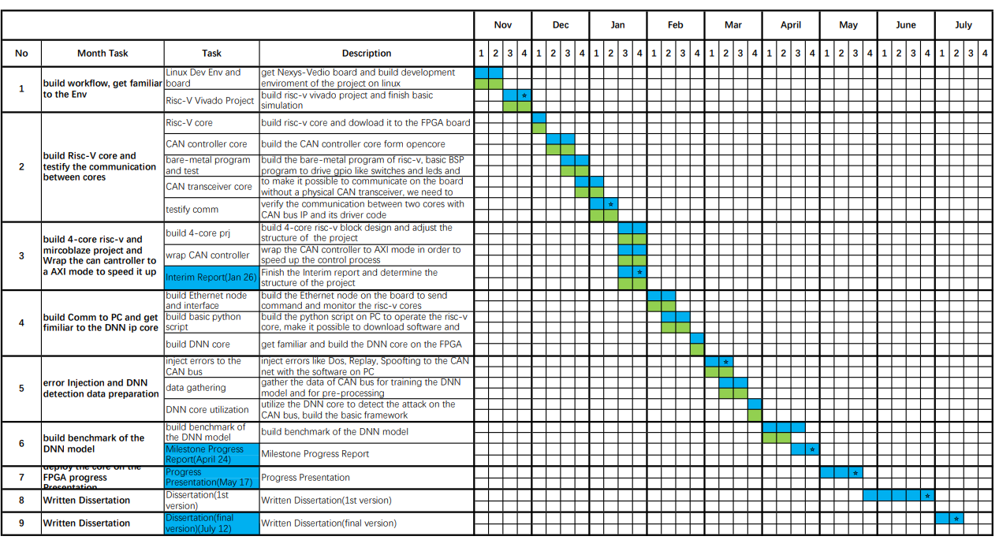 Nov Dec Jan Feb Mar April May June July
No Month Task Task Description 1 2 3 4 1 2 3 4 1 2 3 4 1 2 3 4 1 2 3 4 1 2 3 4 1 2 3 4 1 2 3 4 1 2 3 4
1
build workflow, get familiar
to the Env
Linux Dev Env and
board
get Nexys-Vedio board and build development
enviroment of the project on linux
Risc-V Vivado Project
build risc-v vivado project and finish basic
simulation
2
build Risc-V core and
testify the communication
between cores
Risc-V core
build risc-v core and dowload it to the FPGA board
CAN controller core
build the CAN controller core form opencore
bare-metal program
and test
build the bare-metal program of risc-v, basic BSP
program to drive gpio like switches and leds and
CAN transceiver core
to make it possible to communicate on the board
without a physical CAN transceiver, we need to
testify comm
verify the communication between two cores with
CAN bus IP and its driver code
3
build 4-core risc-v and
mircoblaze project and
Wrap the can cantroller to
a AXI mode to speed it up
build 4-core prj
build 4-core risc-v block design and adjust the
structure of the project
wrap CAN controller
wrap the CAN controller to AXI mode in order to
speed up the control process
Interim Report(Jan 26)
Finish the Interim report and determine the
structure of the project
4
build Comm to PC and get
fimiliar to the DNN ip core
build Ethernet node
and interface
build the Ethernet node on the board to send
command and monitor the risc-v cores
build basic python
script
build the python script on PC to operate the risc-v
core, make it possible to download software and
build DNN core
get familiar and build the DNN core on the FPGA
5
error Injection and DNN
detection data preparation
inject errors to the
CAN bus
inject errors like Dos, Replay, Spoofting to the CAN
net with the software on PC
data gathering
gather the data of CAN bus for training the DNN
model and for pre-processing
DNN core utilization
utilize the DNN core to detect the attack on the
CAN bus, build the basic framework
6
build benchmark of the
DNN model
build benchmark of
the DNN model
build benchmark of the DNN model
Milestone Progress
Report(April 24)
Milestone Progress Report
7
deploy the core on the
FPGA progress
Presentation
Progress
Presentation(May 17)
Progress Presentation
8
Written Dissertation
Dissertation(1st
version)
Written Dissertation(1st version)
9
Written Dissertation
Dissertation(final
version)(July 12)
Written Dissertation(final version)